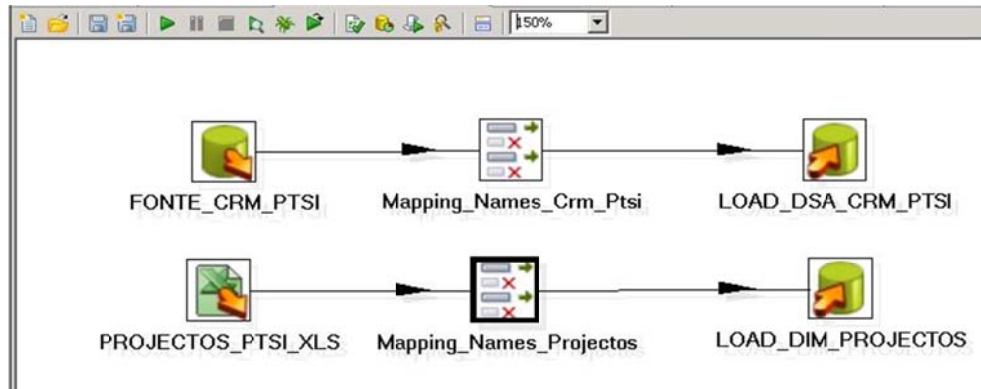 150%
FONTE_CRM_PTSI
Mapping_Names_Crm_Ptsi
LOAD_DSA_CRM_PTSI
PROJECTOS_PTSI_XLS
Mapping_Names_Projectos
LOAD_DIM_PROJECTOS